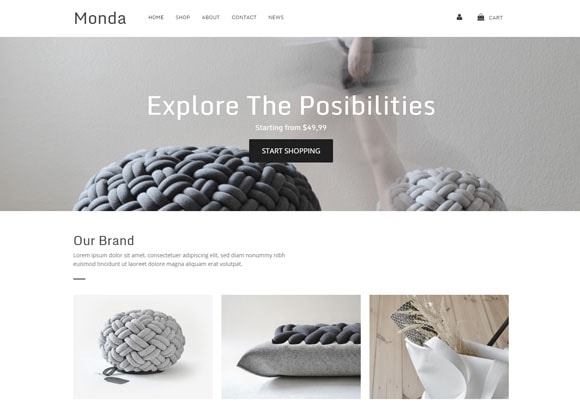 Monda
HOME SHOP ABOUT CONTACT NEWS
CART
Explore The Posibilities
Starting from $49,99
START SHOPPING
Our Brand
Lorem ipsum dolor sit amet, consectetuer adipiscing elit, sed diam nonummy nibh
euismod tincidunt ut laoreet dolore magna aliquam erat volutpat.